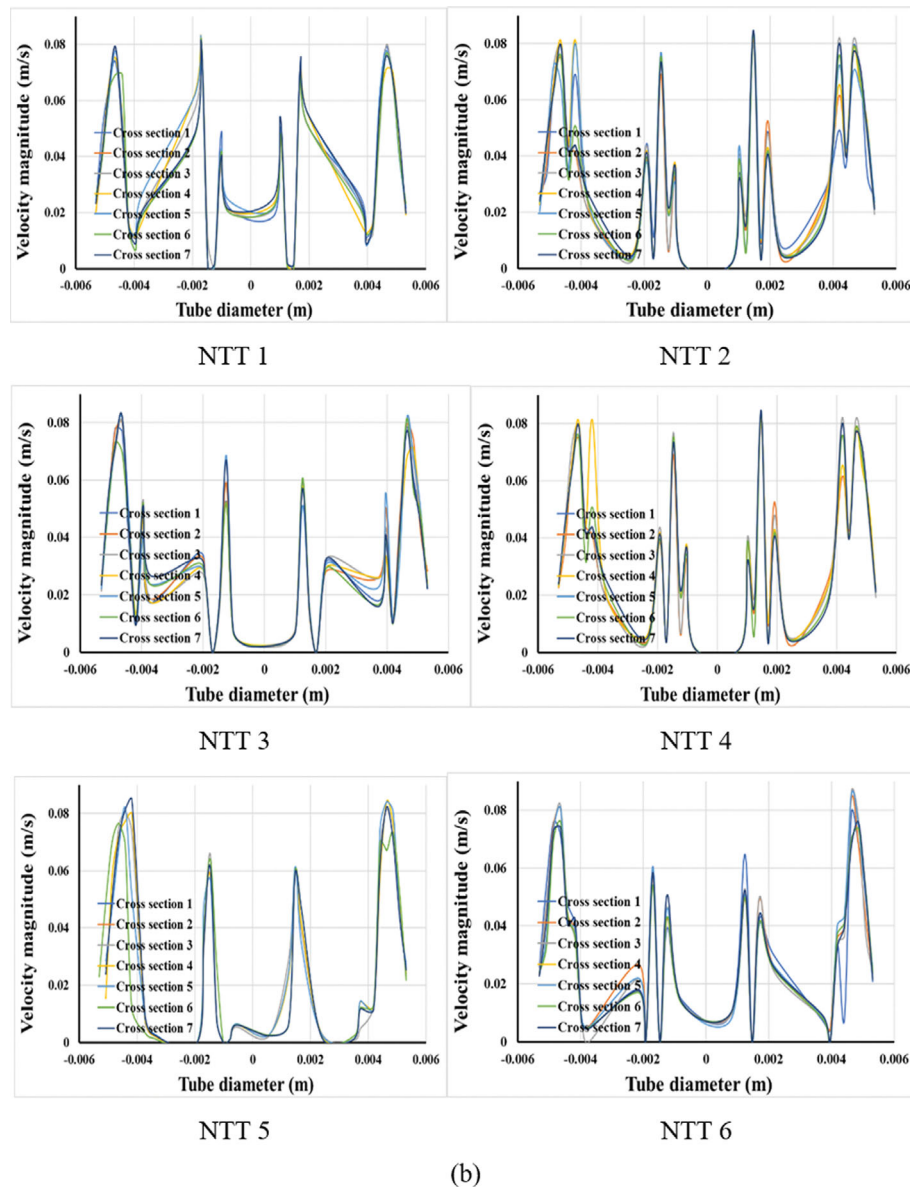 Velocity magnitude (m/s)
0.08
0.06
0.04
0.02
0
Cross section 1
Cross section 2
Cross section 3
Cross section 4
Cross section 5
Cross section 6
Cross section 7
-0.006 -0.004 -0.002 0 0.002 0.004 0.006
Tube diameter (m)
NTT 1
Velocity magnitude (m/s)
0.08
0.06
0.04
0.02
0
Cross section 1
Cross section 2
Cross section 3
Cross section 4
Cross section 5
Cross section 6
Cross section 7
-0.006 -0.004 -0.002 0 0.002 0.004 0.006
Tube diameter (m)
NTT 2
Velocity magnitude (m/s)
0.08
0.06
0.04
0.02
0
Cross section 1
Cross section 2
Cross section 3
Cross section 4
Cross section 5
Cross section 6
Cross section 7
-0.006 -0.004 -0.002 0 0.002 0.004 0.006
Tube diameter (m)
NTT 3
Velocity magnitude (m/s)
0.08
0.06
0.04
0.02
0
Cross section 1
Cross section 2
Cross section 3
Cross section 4
Cross section 5
Cross section 6
Cross section 7
-0.006 -0.004 -0.002 0 0.002 0.004 0.006
Tube diameter (m)
NTT 4
Velocity magnitude (m/s)
0.08
0.06
0.04
0.02
0
Cross section 1
Cross section 2
Cross section 3
Cross section 4
Cross section 5
Cross section 6
Cross section 7
-0.006 -0.004 -0.002 0 0.002 0.004 0.006
Tube diameter (m)
NTT 5
Velocity magnitude (m/s)
0.08
0.06
0.04
0.02
0
Cross section 1
Cross section 2
Cross section 3
Cross section 4
Cross section 5
Cross section 6
Cross section 7
-0.006 -0.004 -0.002 0 0.002 0.004 0.006
Tube diameter (m)
NTT 6
(b)